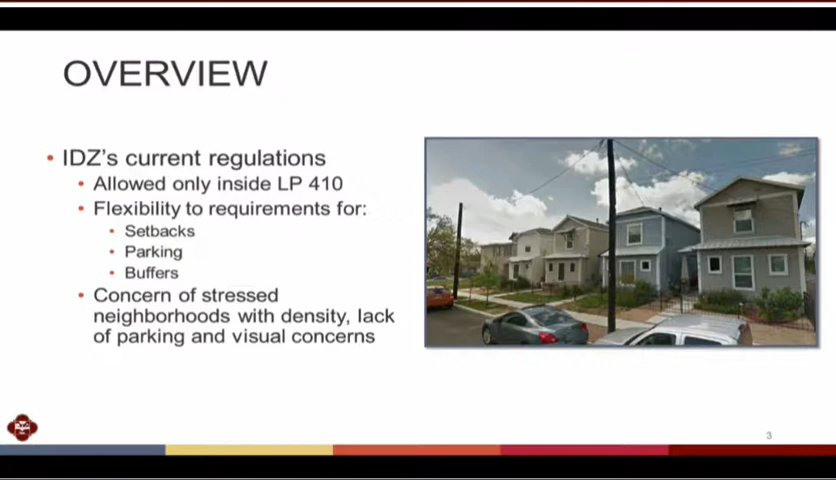 OVERVIEW
• IDZ's current regulations
• Allowed only inside LP 410
• Flexibility to requirements for:
• Setbacks
• Parking
• Buffers
• Concern of stressed
neighborhoods with density, lack
of parking and visual concerns
3